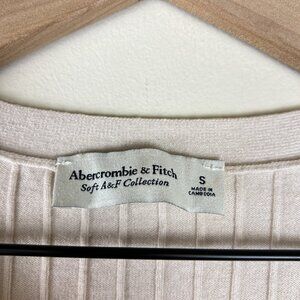 Abercrombie & Fitch
Soft A&F Collection
S
MADE IN
CAMBODIA